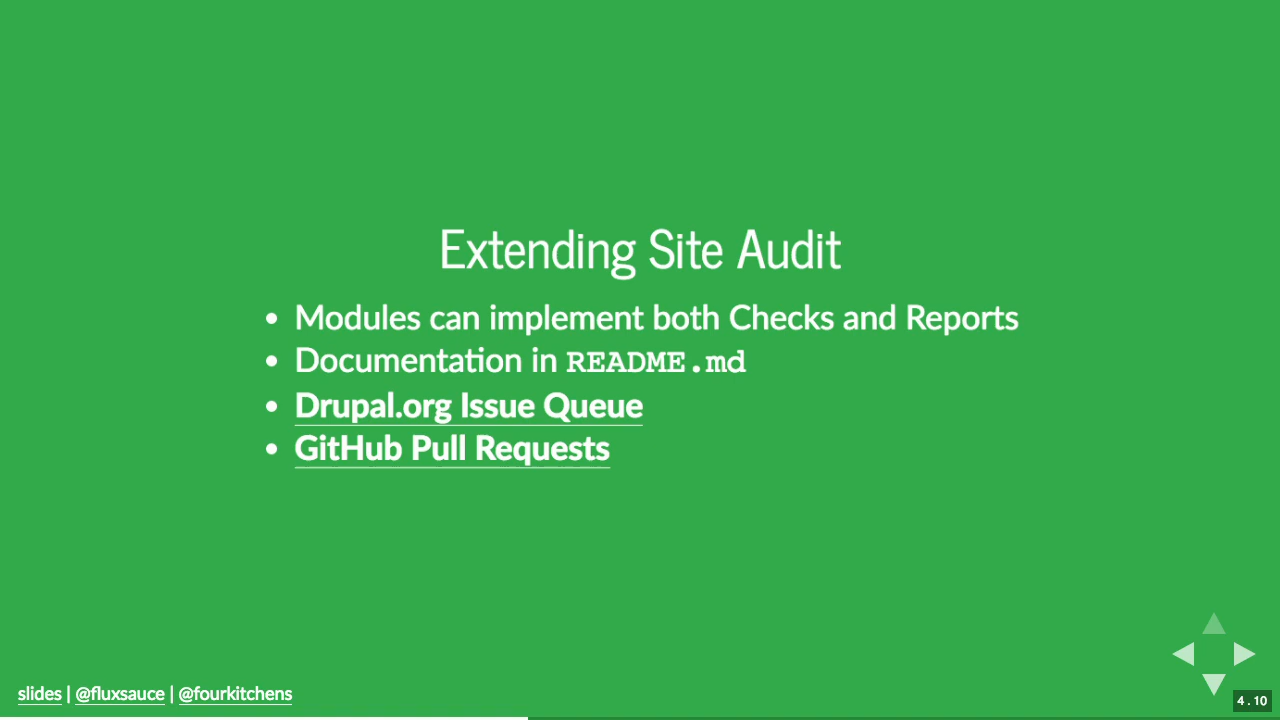 Extending Site Audit
• Modules can implement both Checks and Reports
• Documentation in README.md
• Drupal.org Issue Queue
• GitHub Pull Requests
slides | @fluxsauce | @fourkitchens
4 . 10